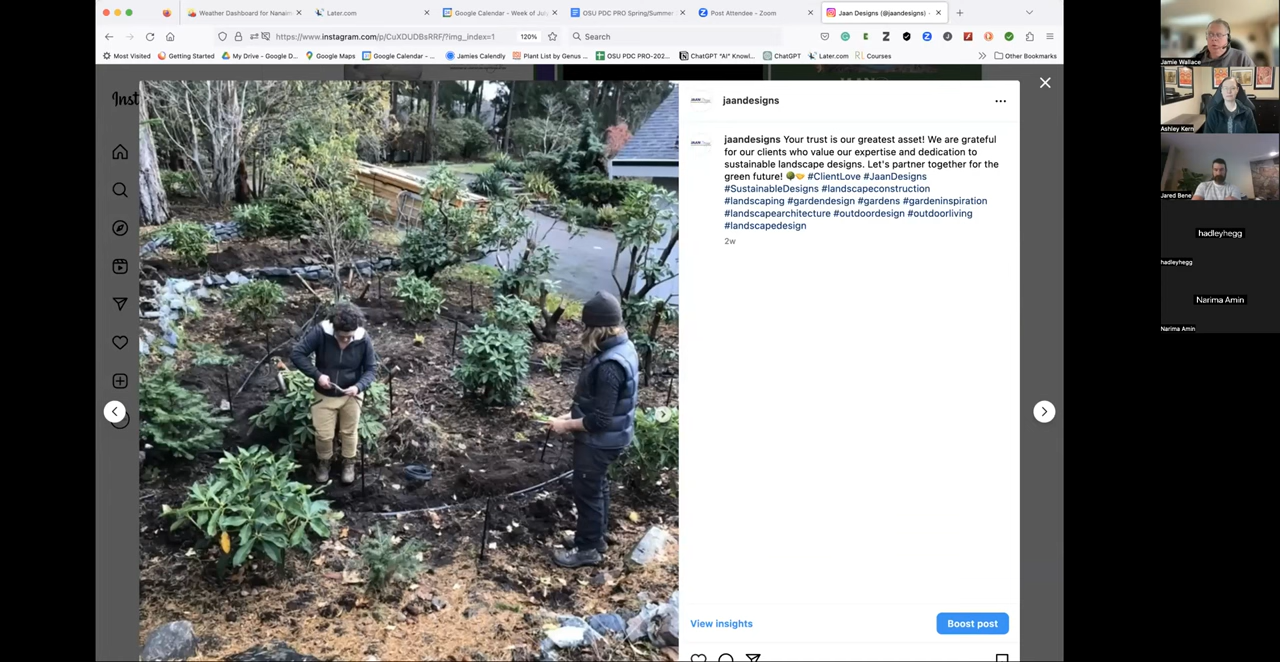 Weather Dashboard for Nanaim
Later.com
Google Calendar - Week of July
OSU PDC PRO Spring/Summer
Post Attendee - Zoom
Jaan Designs (@jaandesigns) •
https://www.instagram.com/p/CuXOUDBsRRF/?img_index=1
120%
Search
Most Visited
Getting Started
My Drive - Google D...
Google Maps
Google Calendar - ...
Jamies Calendly
Plant List by Genus ...
OSU PDC PRO-202...
ChatGPT "AI" Knowl...
ChatGPT
Later.com
Courses
Other Bookmarks
Inst
jaandesigns
jaandesigns Your trust is our greatest asset! We are grateful
for our clients who value our expertise and dedication to
sustainable landscape designs. Let's partner together for the
green future! 🌳🤝 #ClientLove #JaanDesigns
#SustainableDesigns #landscapeconstruction
#landscaping #gardendesign #gardens #gardeninspiration
#landscapearchitecture #outdoordesign #outdoorliving
#landscapedesign
2w
View insights
Boost post
Jamie Wallace
Ashley Kern
Jared Bene
hadleyhegg
hadleyhegg
Narima Amin
Narima Amin